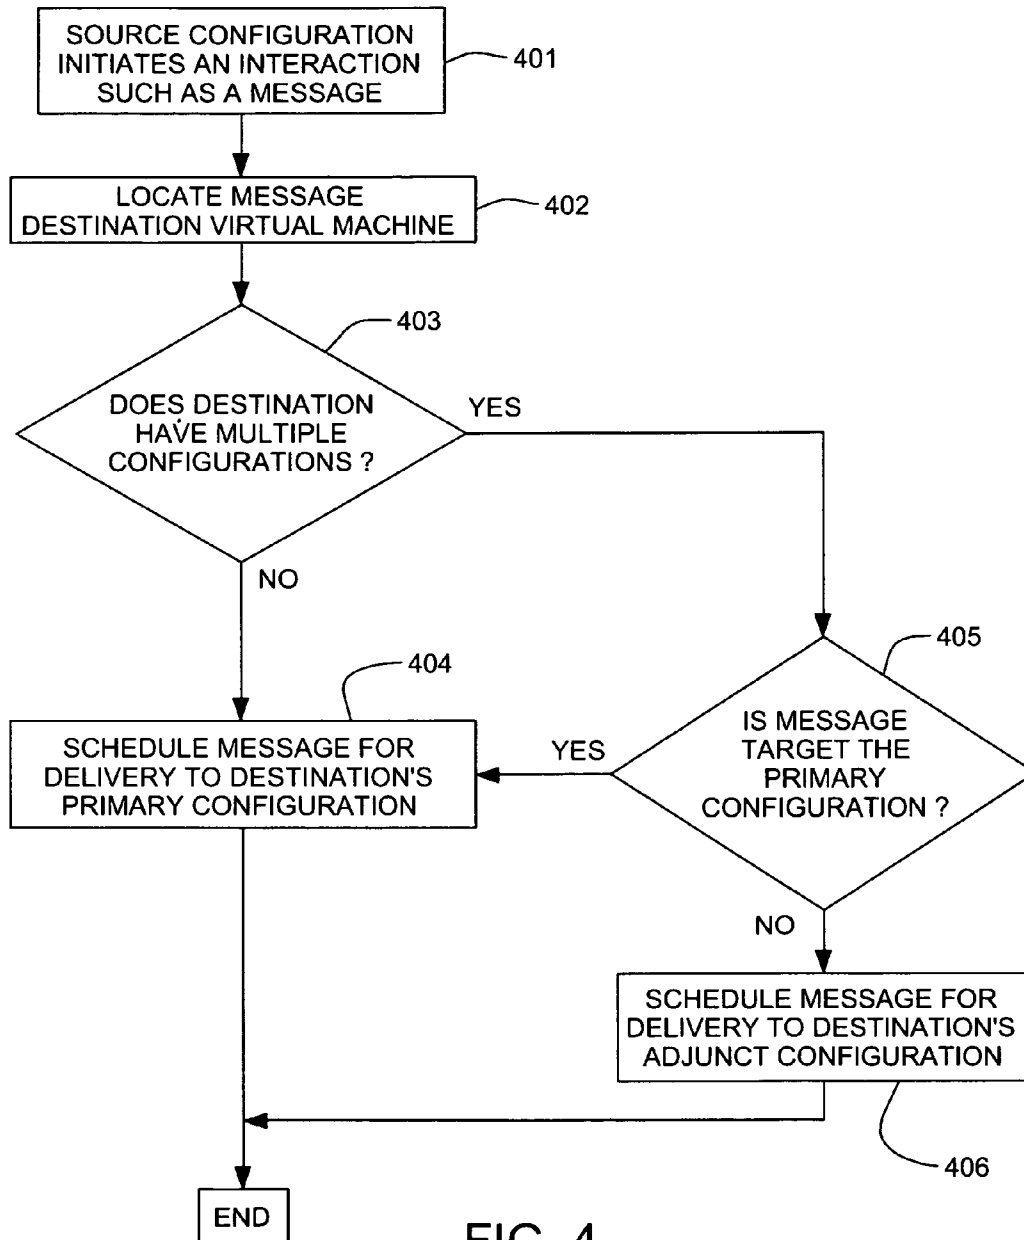 SOURCE CONFIGURATION
INITIATES AN INTERACTION
SUCH AS A MESSAGE
401
LOCATE MESSAGE
DESTINATION VIRTUAL MACHINE
402
403
DOES DESTINATION
HAVE MULTIPLE
CONFIGURATIONS ?
YES
NO
404
405
SCHEDULE MESSAGE FOR
DELIVERY TO DESTINATION'S
PRIMARY CONFIGURATION
YES
IS MESSAGE
TARGET THE
PRIMARY
CONFIGURATION ?
NO
SCHEDULE MESSAGE FOR
DELIVERY TO DESTINATION'S
ADJUNCT CONFIGURATION
406
END
FIG. 4